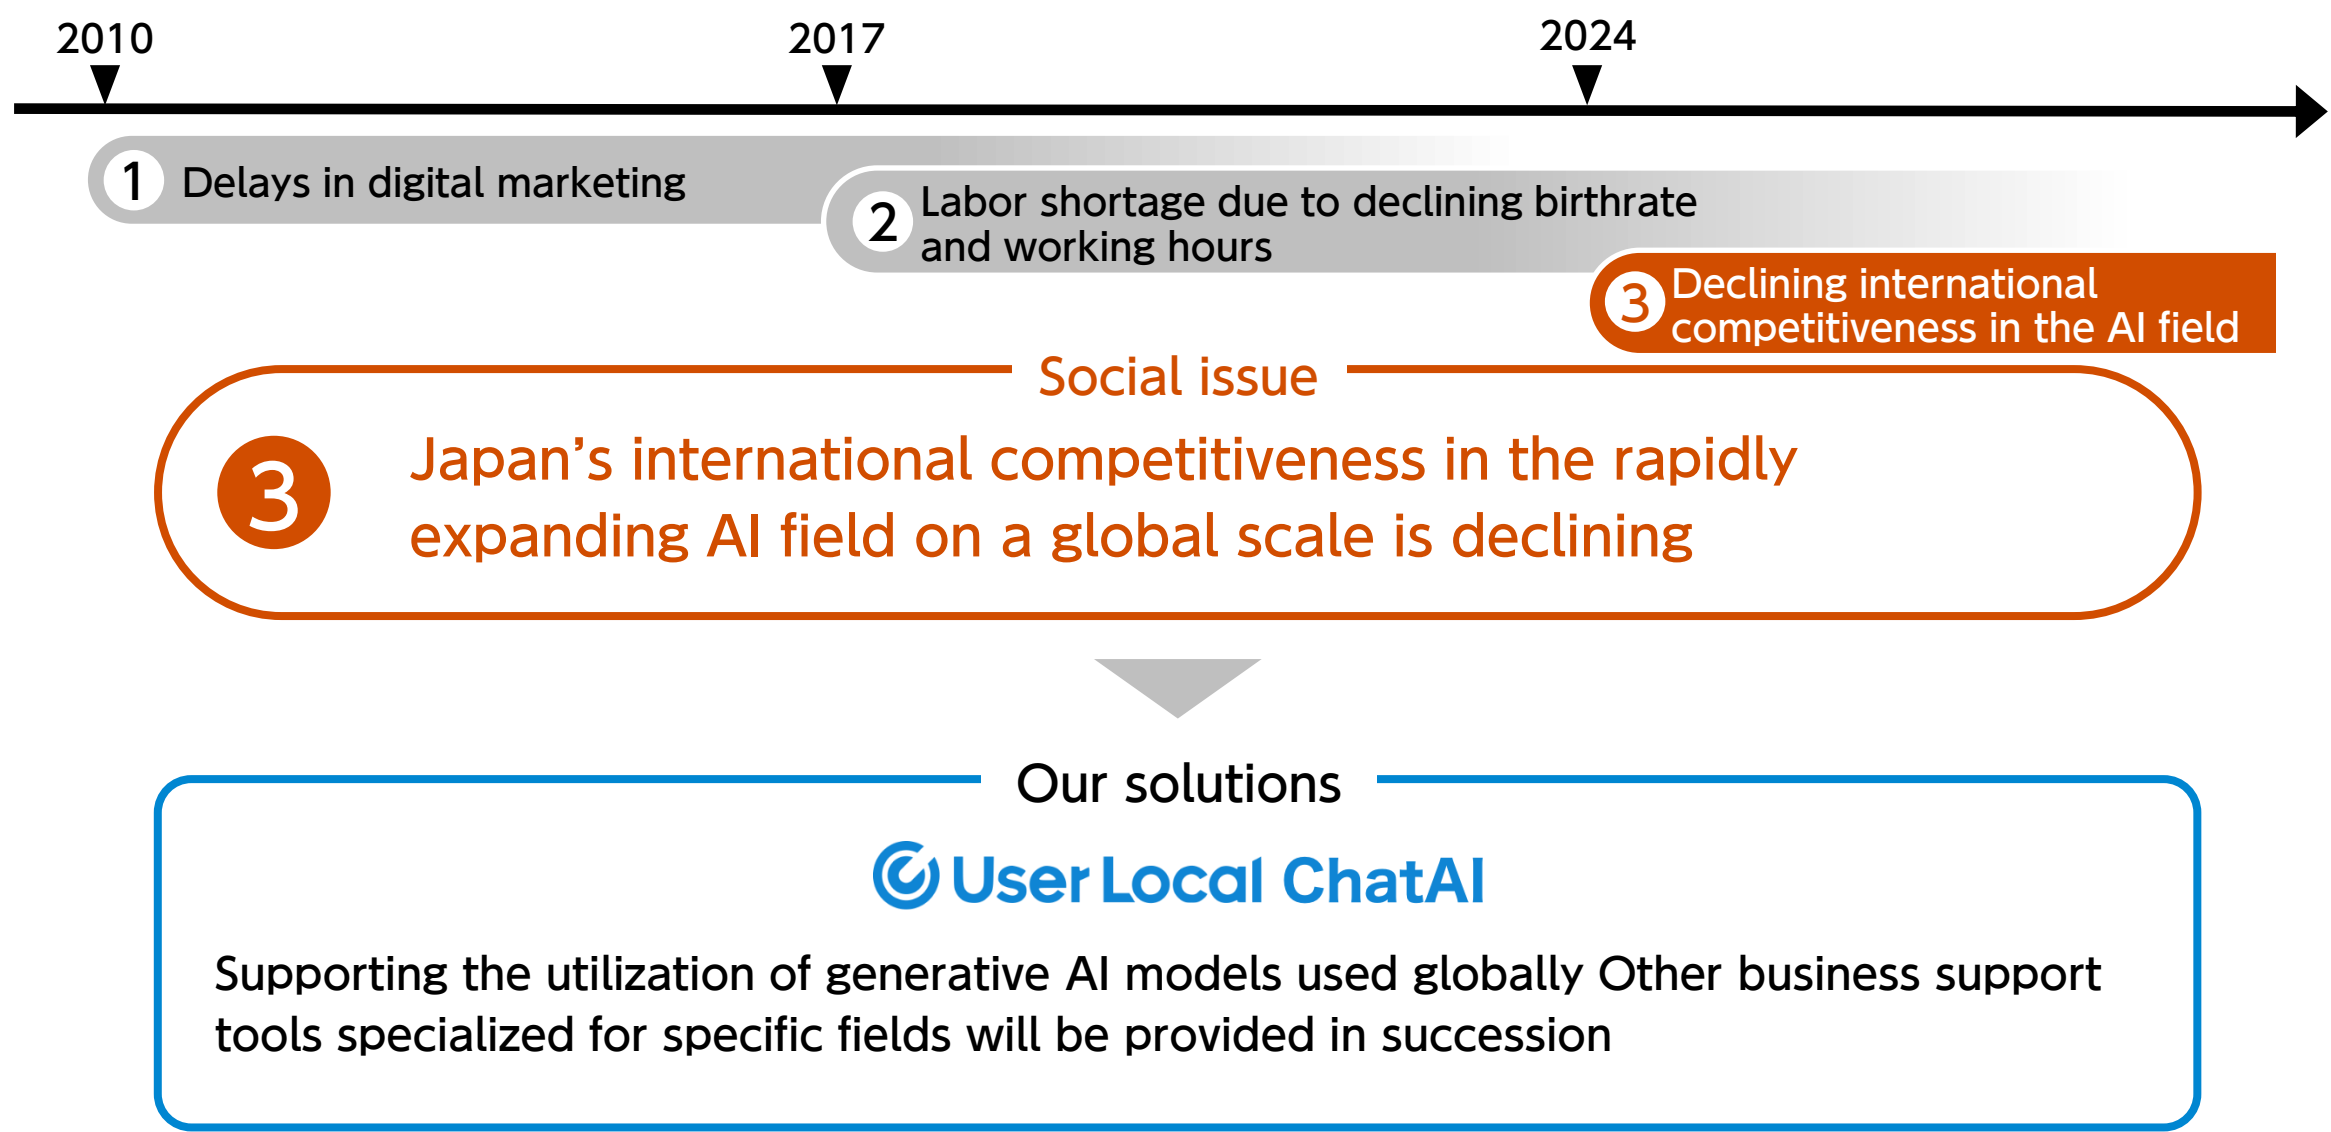 2010
2017
2024
1 Delays in digital marketing
2 Labor shortage due to declining birthrate
and working hours
3 Declining international
competitiveness in the AI field
Social issue
3 Japan's international competitiveness in the rapidly
expanding AI field on a global scale is declining
Our solutions
User Local ChatAI
Supporting the utilization of generative AI models used globally Other business support
tools specialized for specific fields will be provided in succession